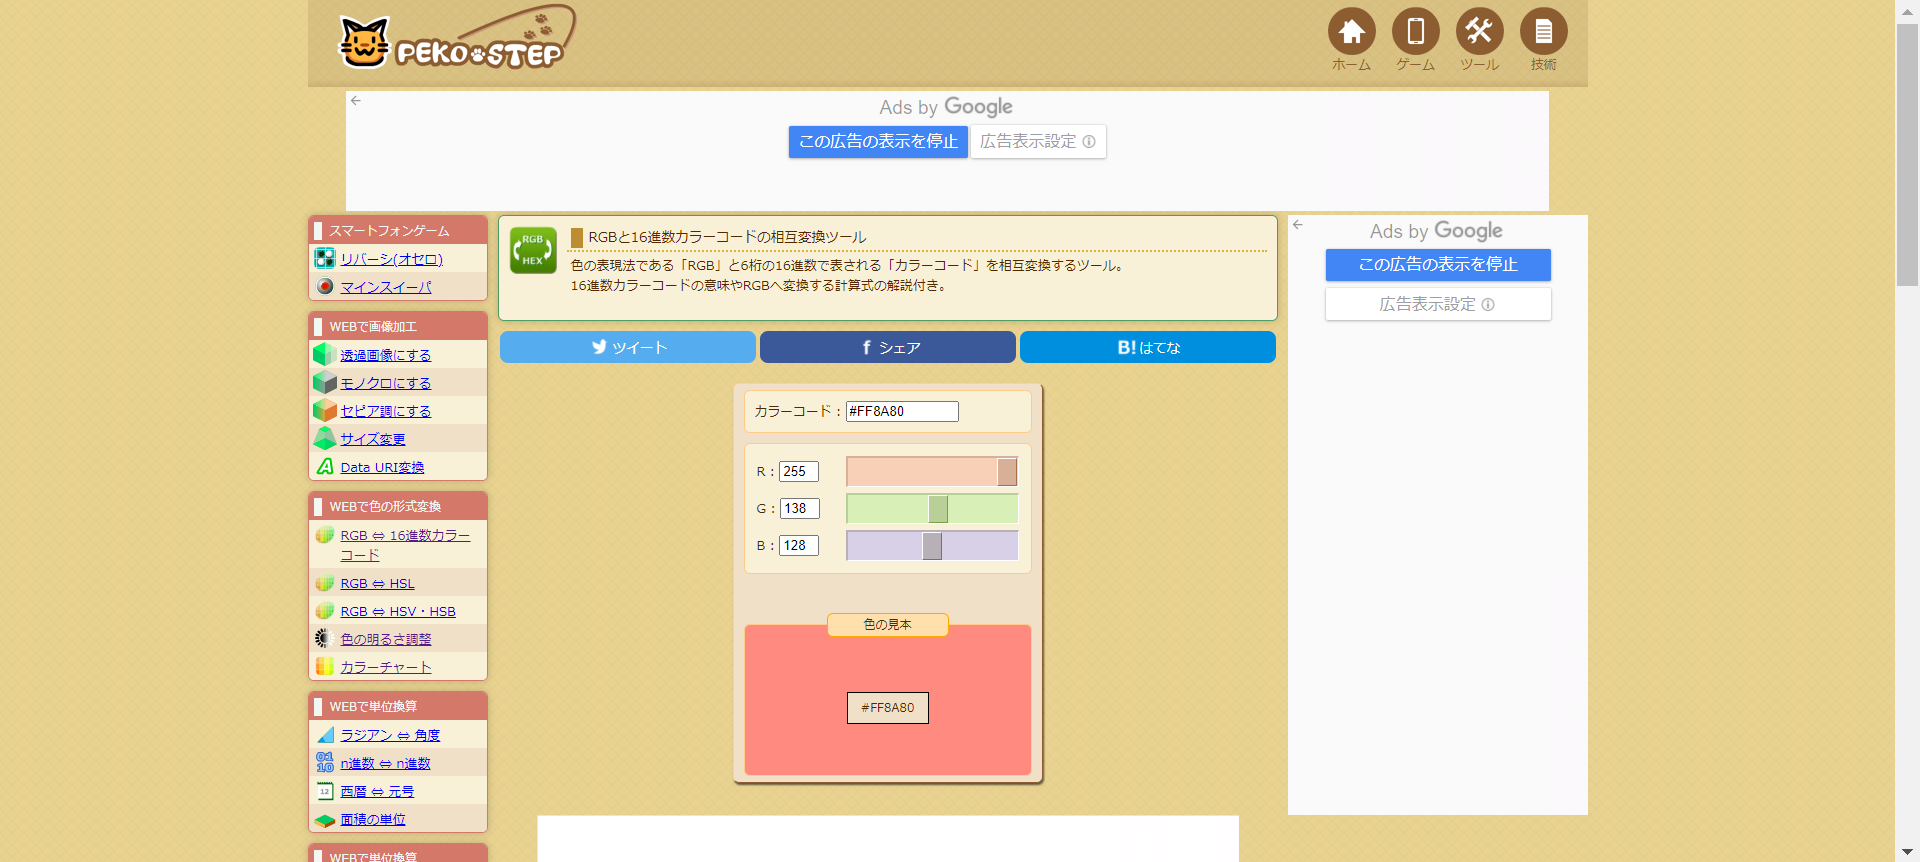 PEKO STEP
ホーム
ゲーム
ツール
技術
Ads by Google
この広告の表示を停止
広告表示設定
スマートフォンゲーム
リバーシ(オセロ)
マインスイーパ
WEBで画像加工
透過画像にする
モノクロにする
セピア調にする
サイズ変更
Data URI変換
WEBで色の形式変換
RGB ⇔ 16進数カラー
コード
RGB ⇔ HSL
RGB ⇔ HSV・HSB
色の明るさ調整
カラーチャート
WEBで単位換算
ラジアン ⇔ 角度
n進数 ⇔ n進数
西暦 ⇔ 元号
面積の単位
WEBで単位換算
RGB
HEX
RGBと16進数カラーコードの相互変換ツール
色の表現法である「RGB」と6桁の16進数で表される「カラーコード」を相互変換するツール。
16進数カラーコードの意味やRGBへ変換する計算式の解説付き。
ツイート
f シェア
B! はてな
カラーコード : #FF8A80
R : 255
G : 138
B : 128
色の見本
#FF8A80
Ads by Google
この広告の表示を停止
広告表示設定